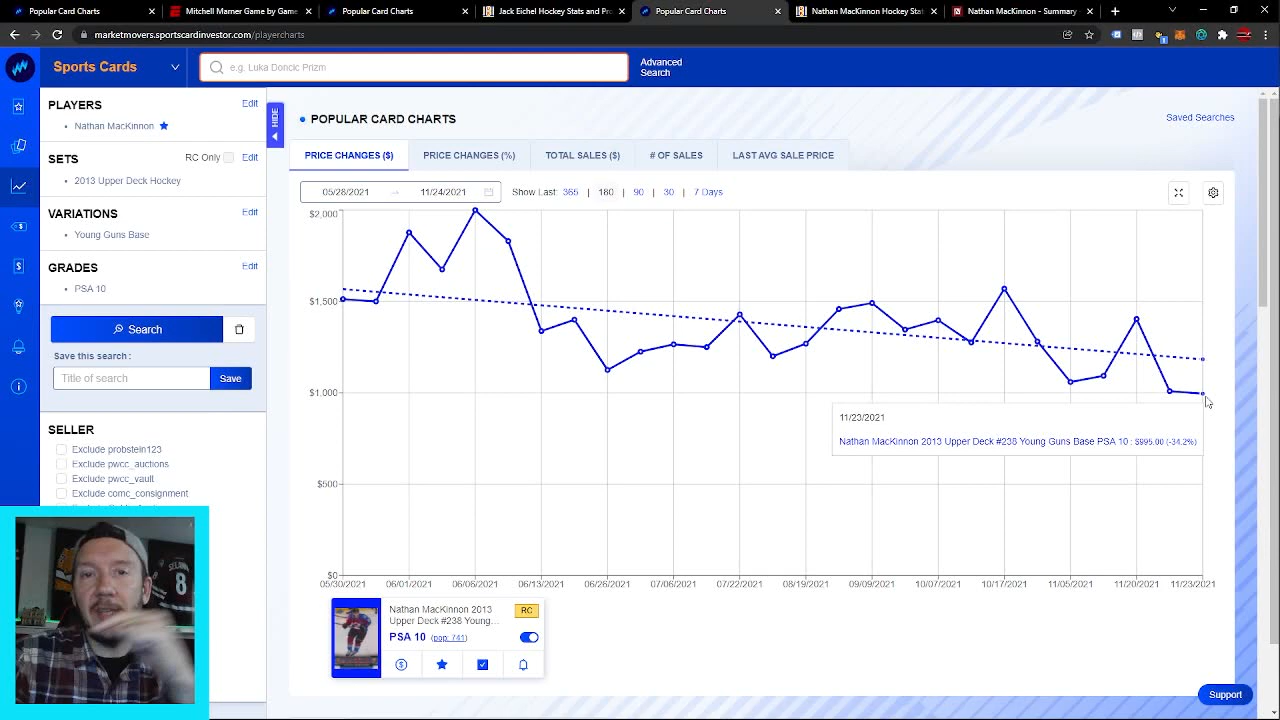 Popular Card Charts
Mitchell Marner Game by Game
Popular Card Charts
Jack Eichel Hockey Stats and Pro
Popular Card Charts
Nathan MacKinnon Hockey Stat
Nathan MacKinnon - Summary
marketmovers.sportscardinvestor.com/playercharts
Sports Cards
e.g. Luka Doncic Prizm
Advanced
Search
PLAYERS
Edit
Nathan MacKinnon
SETS
RC Only
Edit
2013 Upper Deck Hockey
VARIATIONS
Edit
Young Guns Base
GRADES
Edit
PSA 10
Search
Save this search :
Title of search
Save
SELLER
Exclude probstein123
Exclude pwcc_auctions
Exclude pwcc_vault
Exclude comc_consignment
HIDE
POPULAR CARD CHARTS
Saved Searches
PRICE CHANGES ($)
PRICE CHANGES (%)
TOTAL SALES ($)
# OF SALES
LAST AVG SALE PRICE
05/28/2021 → 11/24/2021
Show Last: 365 | 180 | 90 | 30 | 7 Days
$2,000
$1,500
$1,000
$500
$0
11/23/2021
Nathan MacKinnon 2013 Upper Deck #238 Young Guns Base PSA 10 : $995.00 (-34.2%)
05/30/2021 06/01/2021 06/06/2021 06/13/2021 06/26/2021 07/06/2021 07/22/2021 08/19/2021 09/09/2021 10/07/2021 10/17/2021 11/05/2021 11/20/2021 11/23/2021
Nathan MacKinnon 2013
Upper Deck #238 Young...
RC
PSA 10 (pop: 741)
SELANNE
8
Support